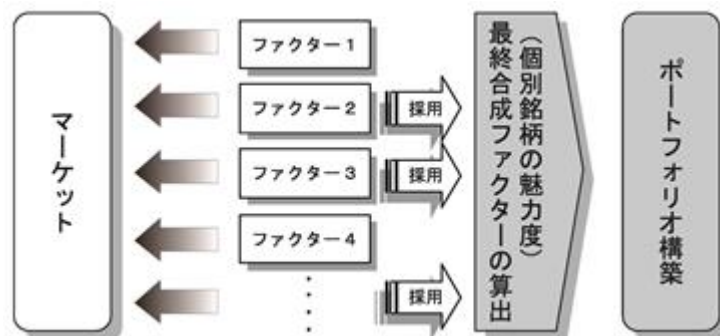 マーケット
ファクター1
ファクター2
採用
ファクター3
採用
ファクター4
採用
最終合成ファクターの算出
(個別銘柄の魅力度)
ポートフォリオ構築